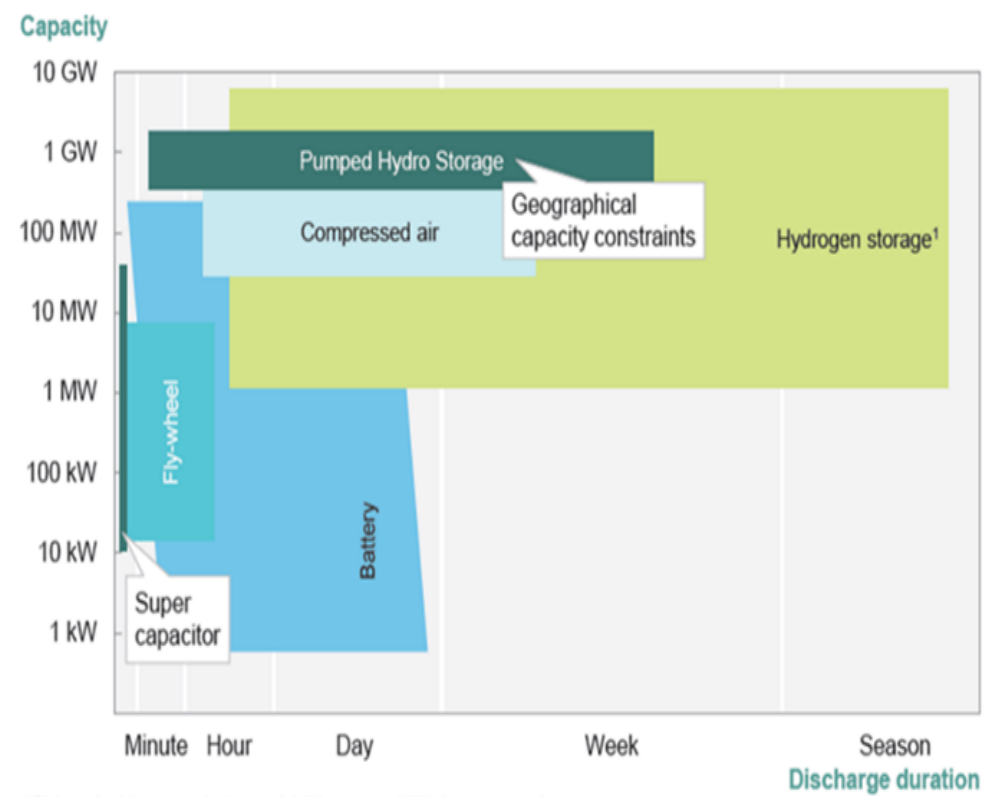 Capacity
10 GW
1 GW
100 MW
10 MW
1 MW
100 kW
10 kW
1 kW
Pumped Hydro Storage
Geographical
capacity constraints
Compressed air
Hydrogen storage¹
Fly-wheel
Battery
Super
capacitor
Minute Hour Day Week Season
Discharge duration